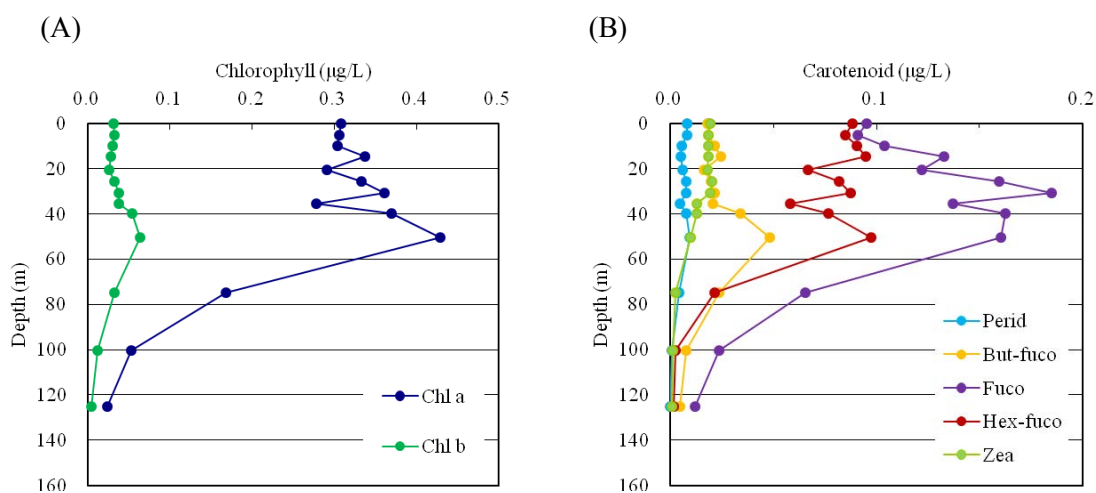 (A)
(B)
Chlorophyll (μg/L)
0.0 0.1 0.2 0.3 0.4 0.5
0
20
40
60
80
100
120
140
160
Depth (m)
Chl a
Chl b
Carotenoid (μg/L)
0.0 0.1 0.2
0
20
40
60
80
100
120
140
160
Depth (m)
Perid
But-fuco
Fuco
Hex-fuco
Zea